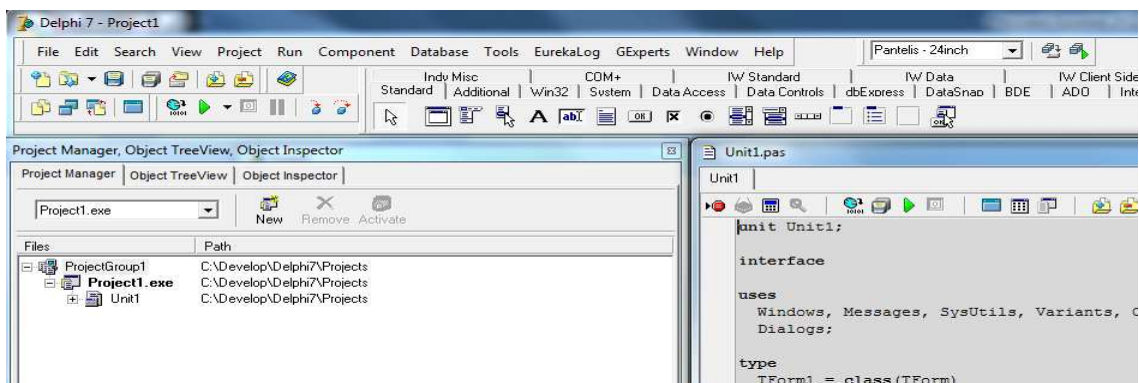 Delphi 7 - Project1
File Edit Search View Project Run Component Database Tools EurekaLog GExperts Window Help
Pantelis - 24inch
Indy Misc COM+ IW Standard IW Data IW Client Side
Standard Additional Win32 System Data Access Data Controls dbExpress DataSnap BDE ADO Inte
Project Manager, Object TreeView, Object Inspector
Project Manager Object TreeView Object Inspector
Project1.exe
New Remove Activate
Files Path
ProjectGroup1 C:\Develop\Delphi7\Projects
Project1.exe C:\Develop\Delphi7\Projects
Unit1 C:\Develop\Delphi7\Projects
Unit1.pas
Unit1
unit Unit1;
interface
uses
Windows, Messages, SysUtils, Variants, C
Dialogs;
type
TForm1 = class(TForm)